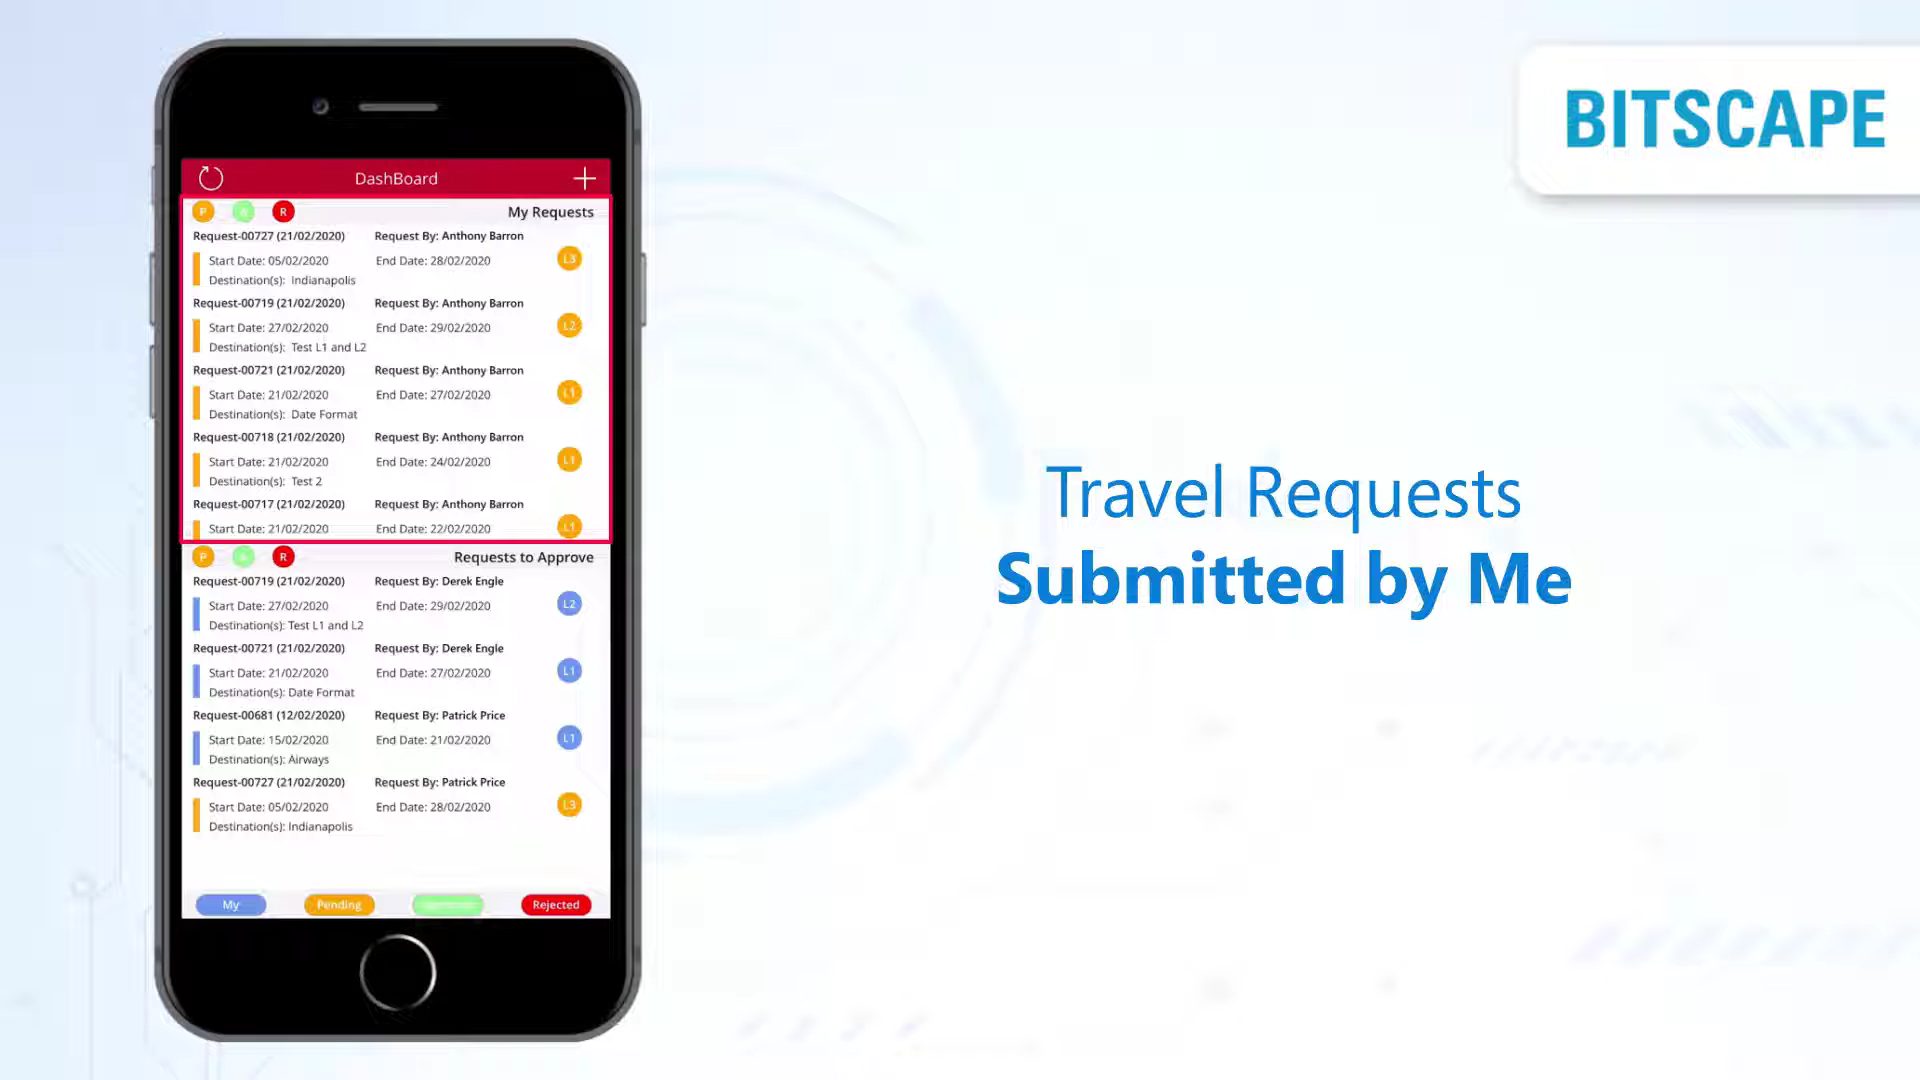 BITSCAPE
DashBoard
P R My Requests
Request-00727 (21/02/2020) Request By: Anthony Barron
Start Date: 05/02/2020 End Date: 28/02/2020 L3
Destination(s): Indianapolis
Request-00719 (21/02/2020) Request By: Anthony Barron
Start Date: 27/02/2020 End Date: 29/02/2020 L2
Destination(s): Test L1 and L2
Request-00721 (21/02/2020) Request By: Anthony Barron
Start Date: 21/02/2020 End Date: 27/02/2020 L1
Destination(s): Date Format
Request-00718 (21/02/2020) Request By: Anthony Barron
Start Date: 21/02/2020 End Date: 24/02/2020 L1
Destination(s): Test 2
Request-00717 (21/02/2020) Request By: Anthony Barron
Start Date: 21/02/2020 End Date: 22/02/2020 L1
P R Requests to Approve
Request-00719 (21/02/2020) Request By: Derek Engle
Start Date: 27/02/2020 End Date: 29/02/2020 L2
Destination(s): Test L1 and L2
Request-00721 (21/02/2020) Request By: Derek Engle
Start Date: 21/02/2020 End Date: 27/02/2020 L1
Destination(s): Date Format
Request-00681 (12/02/2020) Request By: Patrick Price
Start Date: 15/02/2020 End Date: 21/02/2020 L1
Destination(s): Airways
Request-00727 (21/02/2020) Request By: Patrick Price
Start Date: 05/02/2020 End Date: 28/02/2020 L3
Destination(s): Indianapolis
My Pending Rejected
Travel Requests
Submitted by Me